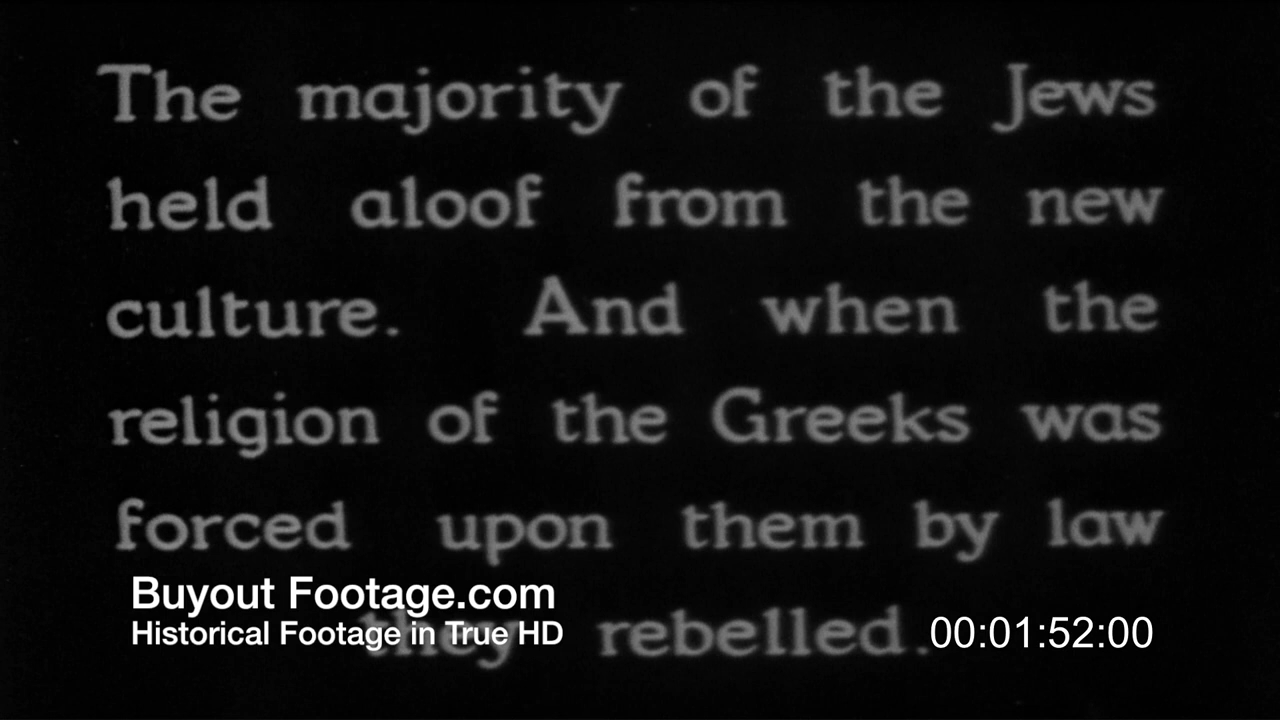 The majority of the Jews
held aloof from the new
culture. And when the
religion of the Greeks was
forced upon them by law
they rebelled.
Buyout Footage.com
Historical Footage in True HD
00:01:52:00